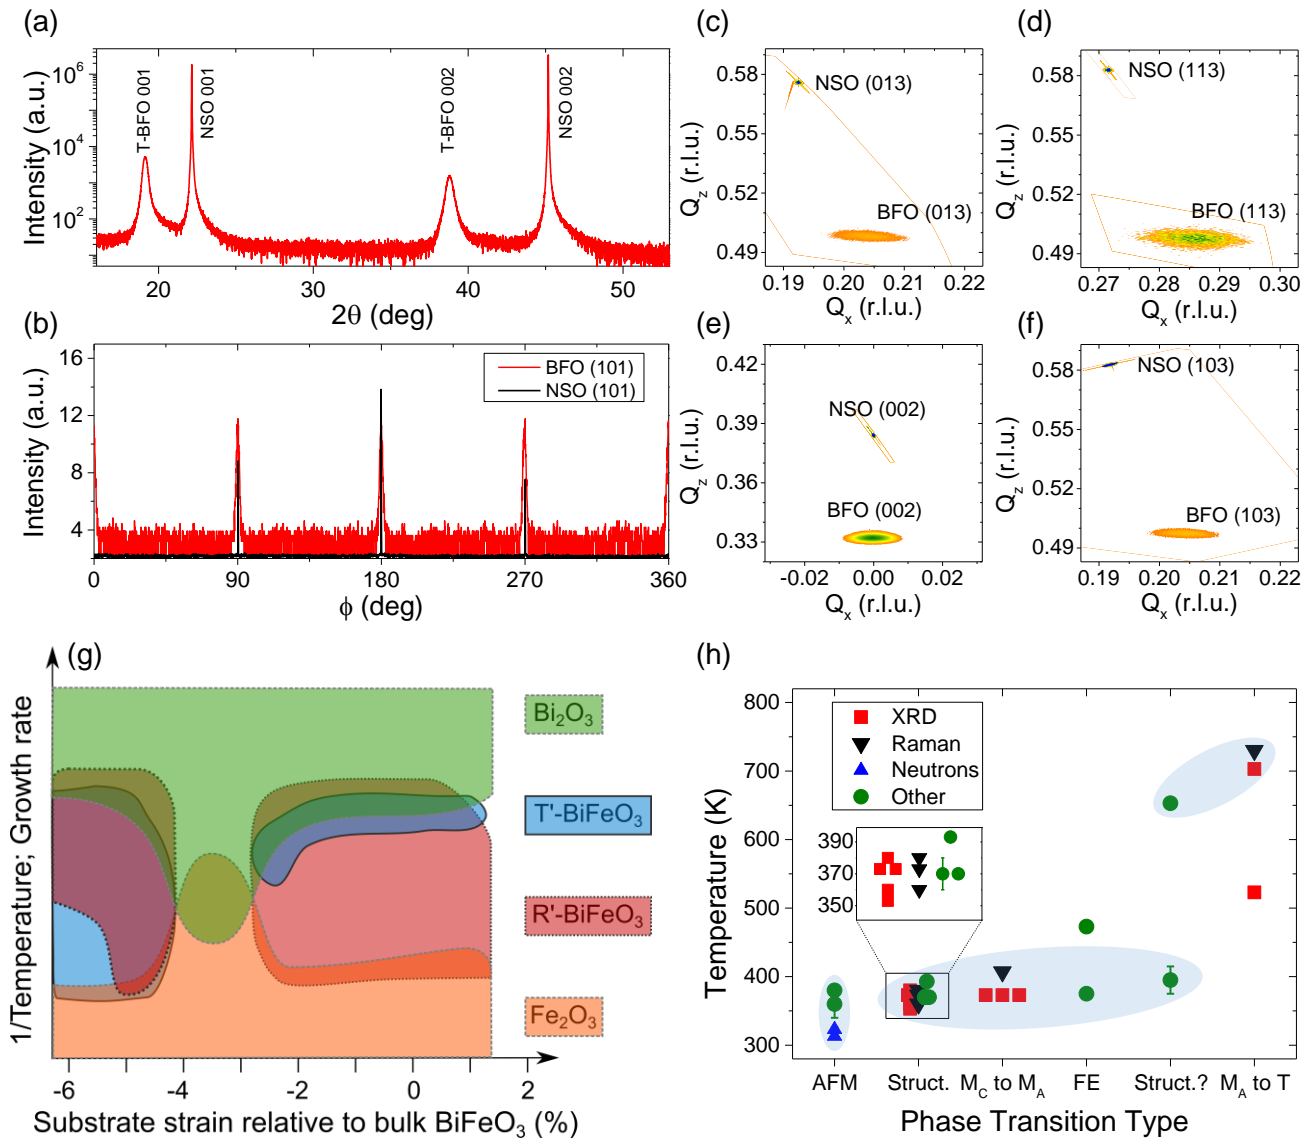 (a)
Intensity (a.u.)
10^6
10^4
10^2
T-BFO 001
NSO 001
T-BFO 002
NSO 002
20 30 40 50
2θ (deg)
(b)
Intensity (a.u.)
16
12
8
4
BFO (101)
NSO (101)
0 90 180 270 360
ϕ (deg)
(c)
Q_z (r.l.u.)
0.58
0.55
0.52
0.49
NSO (013)
BFO (013)
0.19 0.20 0.21 0.22
Q_x (r.l.u.)
(d)
Q_z (r.l.u.)
0.58
0.55
0.52
0.49
NSO (113)
BFO (113)
0.27 0.28 0.29 0.30
Q_x (r.l.u.)
(e)
Q_z (r.l.u.)
0.42
0.39
0.36
0.33
NSO (002)
BFO (002)
-0.02 0.00 0.02
Q_x (r.l.u.)
(f)
Q_z (r.l.u.)
0.58
0.55
0.52
0.49
NSO (103)
BFO (103)
0.19 0.20 0.21 0.22
Q_x (r.l.u.)
(g)
1/Temperature; Growth rate
Bi₂O₃
T'-BiFeO₃
R'-BiFeO₃
Fe₂O₃
-6 -4 -2 0 2
Substrate strain relative to bulk BiFeO₃ (%)
(h)
Temperature (K)
800
700
600
500
400
300
XRD
Raman
Neutrons
Other
390
370
350
AFM Struct. M_C to M_A FE Struct.? M_A to T
Phase Transition Type